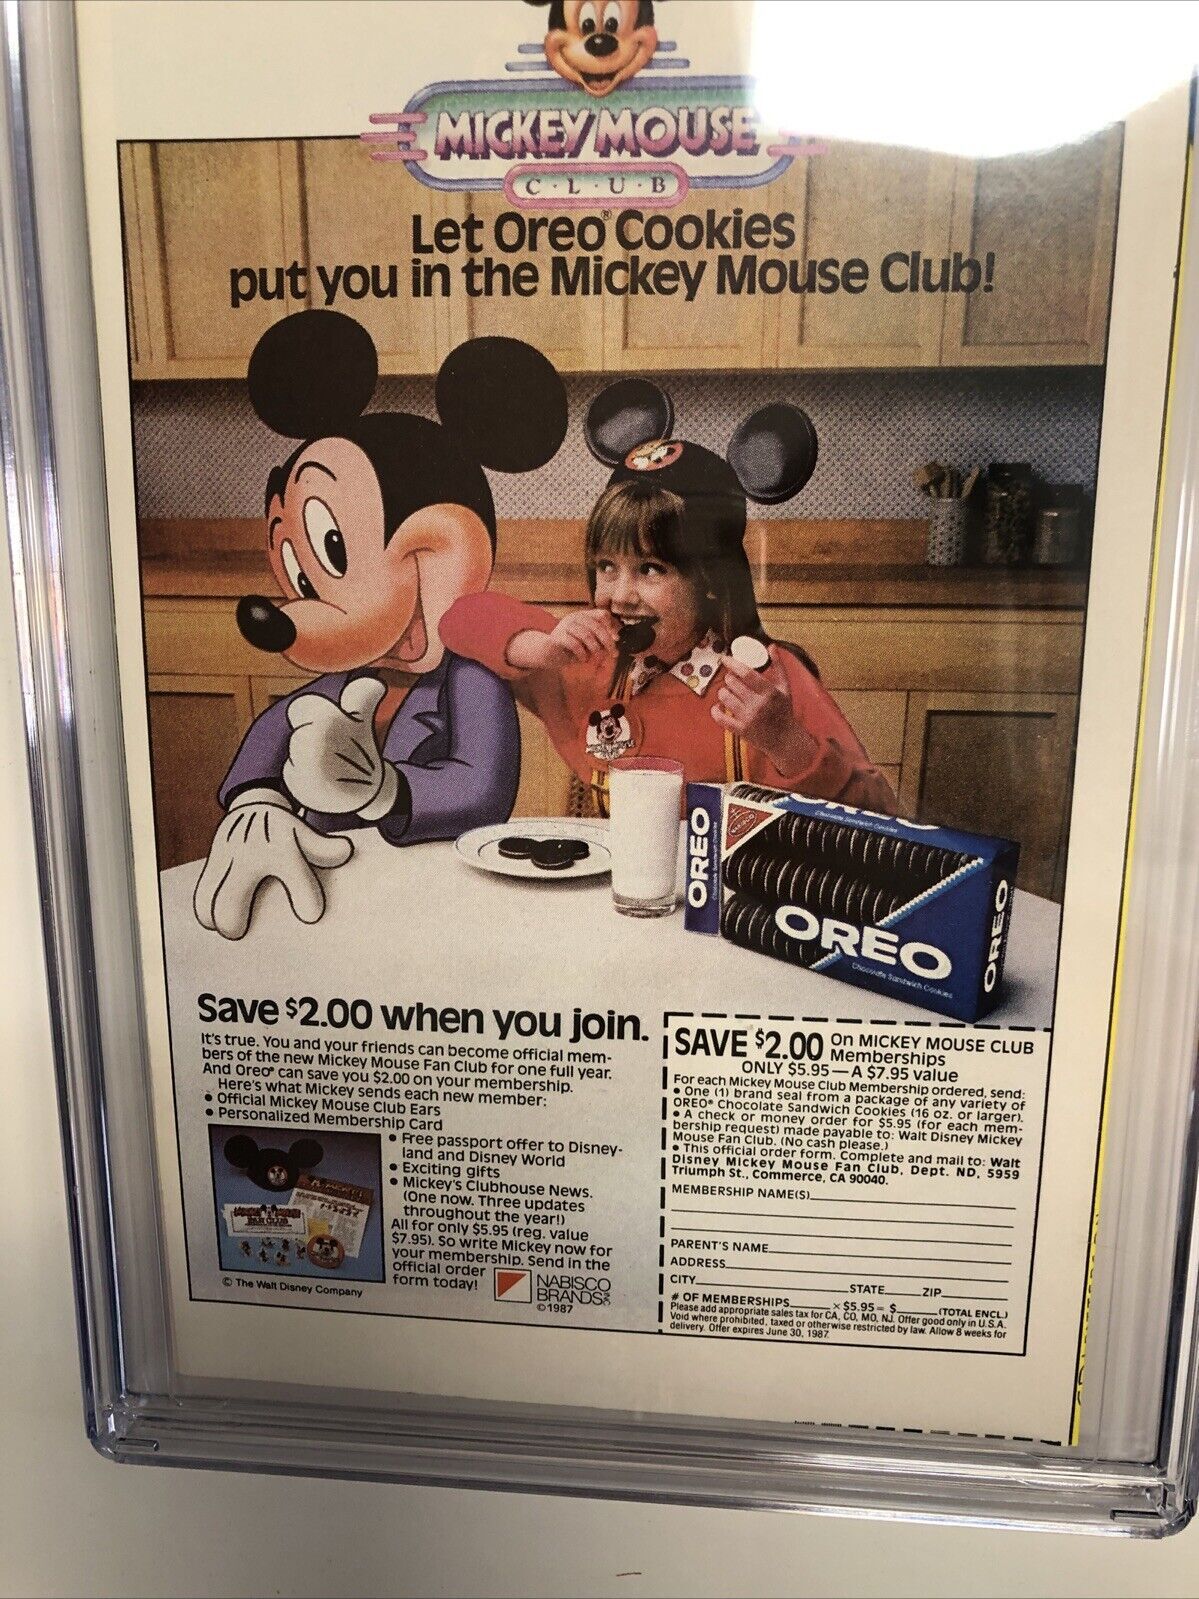 MICKEY MOUSE
C·L·U·B
Let Oreo® Cookies
put you in the Mickey Mouse Club!
OREO
Chocolate Sandwich Cookies
NABISCO
OREO
Chocolate Sandwich Cookies
OREO
Save $2.00 when you join.
It's true. You and your friends can become official mem-
bers of the new Mickey Mouse Fan Club for one full year.
And Oreo® can save you $2.00 on your membership.
Here's what Mickey sends each new member:
• Official Mickey Mouse Club Ears
• Personalized Membership Card
• Free passport offer to Disney-
land and Disney World
• Exciting gifts
• Mickey's Clubhouse News.
(One now. Three updates
throughout the year!)
All for only $5.95 (reg. value
$7.95). So write Mickey now for
your membership. Send in the
official order
form today!
© The Walt Disney Company
NABISCO
BRANDS INC
© 1987
SAVE $2.00 On MICKEY MOUSE CLUB
Memberships
ONLY $5.95—A $7.95 value
For each Mickey Mouse Club Membership ordered, send:
• One (1) brand seal from a package of any variety of
OREO® Chocolate Sandwich Cookies (16 oz. or larger).
• A check or money order for $5.95 (for each mem-
bership request) made payable to: Walt Disney Mickey
Mouse Fan Club. (No cash please.)
• This official order form. Complete and mail to: Walt
Disney Mickey Mouse Fan Club, Dept. ND, 5959
Triumph St., Commerce, CA 90040.
MEMBERSHIP NAME(S)
PARENT'S NAME
ADDRESS
CITY STATE ZIP
# OF MEMBERSHIPS × $5.95 = $ (TOTAL ENCL.)
Please add appropriate sales tax for CA, CO, MO, NJ. Offer good only in U.S.A.
Void where prohibited, taxed or otherwise restricted by law. Allow 8 weeks for
delivery. Offer expires June 30, 1987.